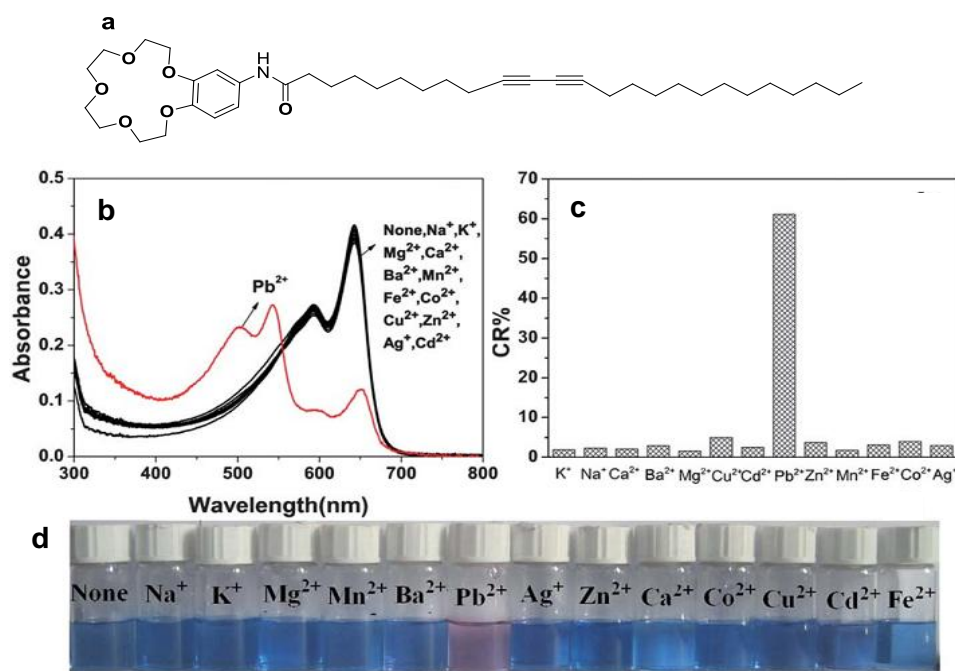 a
O
O
O
O
O
H
N
O
b
Absorbance
0.5
0.4
0.3
0.2
0.1
0.0
300 400 500 600 700 800
Wavelength(nm)
Pb²⁺
None,Na⁺,K⁺,
Mg²⁺,Ca²⁺,
Ba²⁺,Mn²⁺,
Fe²⁺,Co²⁺,
Cu²⁺,Zn²⁺,
Ag⁺,Cd²⁺
c
CR%
70
60
50
40
30
20
10
0
K⁺ Na⁺ Ca²⁺ Ba²⁺ Mg²⁺ Cu²⁺ Cd²⁺ Pb²⁺ Zn²⁺ Mn²⁺ Fe²⁺ Co²⁺ Ag⁺
d
None Na⁺ K⁺ Mg²⁺ Mn²⁺ Ba²⁺ Pb²⁺ Ag⁺ Zn²⁺ Ca²⁺ Co²⁺ Cu²⁺ Cd²⁺ Fe²⁺